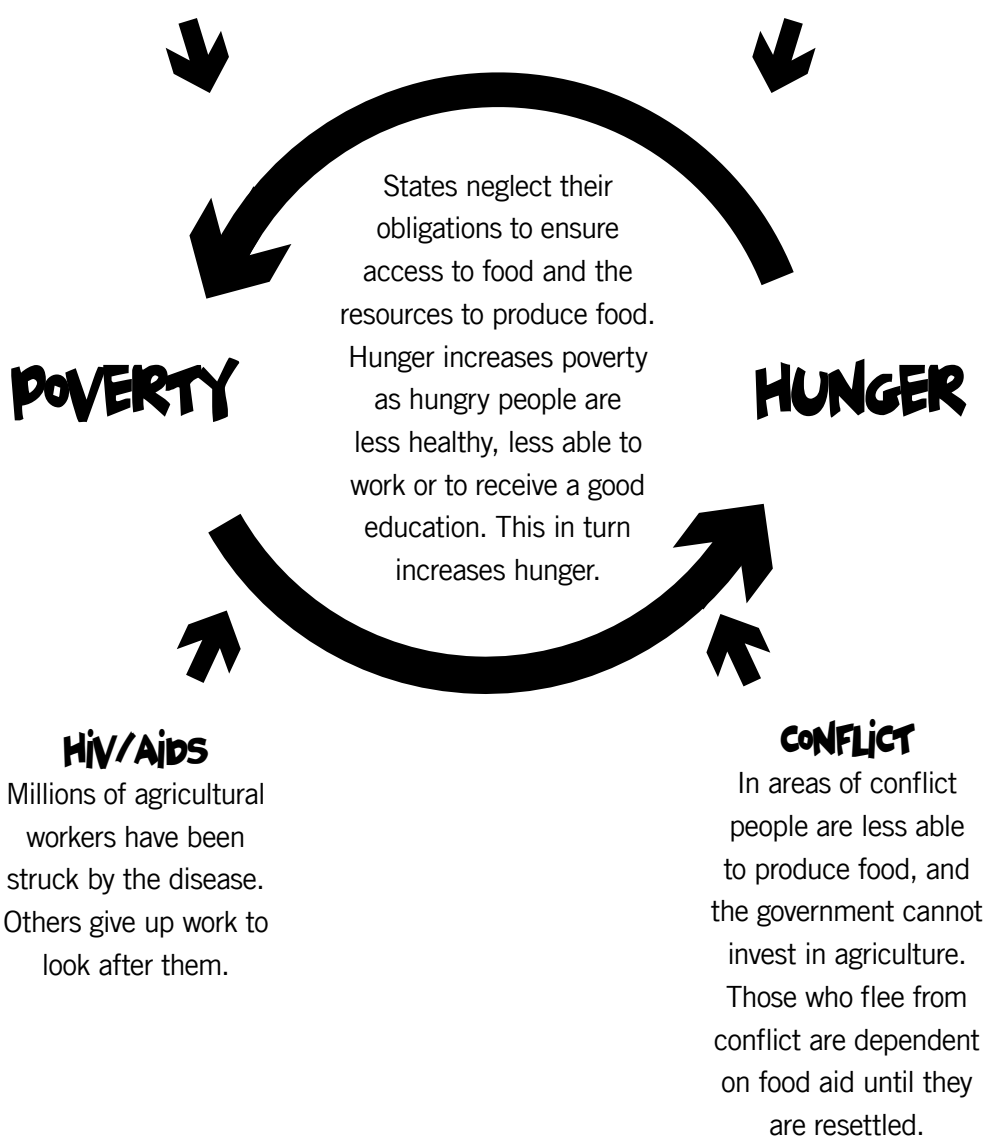 States neglect their
obligations to ensure
access to food and the
resources to produce food.
Hunger increases poverty
as hungry people are
less healthy, less able to
work or to receive a good
education. This in turn
increases hunger.
POVERTY
HUNGER
HiV/AiDS
Millions of agricultural
workers have been
struck by the disease.
Others give up work to
look after them.
CONFLiCT
In areas of conflict
people are less able
to produce food, and
the government cannot
invest in agriculture.
Those who flee from
conflict are dependent
on food aid until they
are resettled.